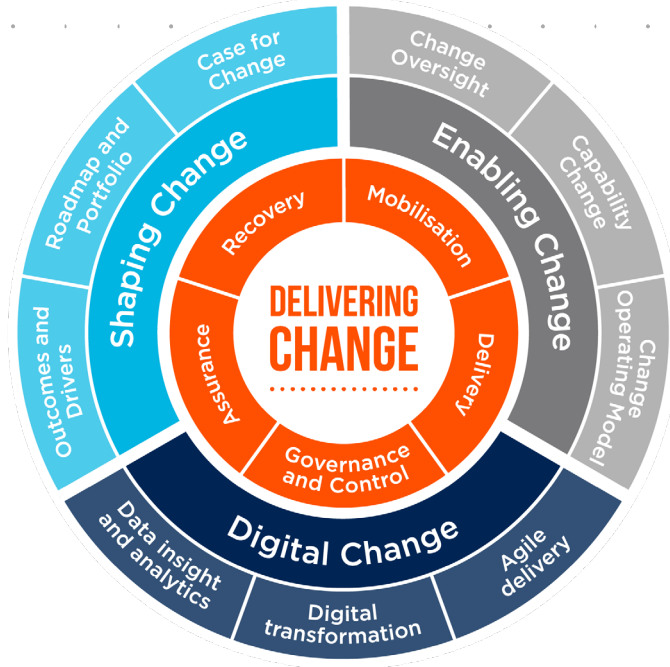 Case for
Change
Roadmap and
Portfolio
Outcomes and
Drivers
Shaping Change
Change
Oversight
Capability
Change
Change
Operating Model
Enabling Change
Recovery
Mobilisation
Delivery
Governance
and Control
Assurance
DELIVERING
CHANGE
Digital Change
Data insight
and analytics
Digital
transformation
Agile
delivery